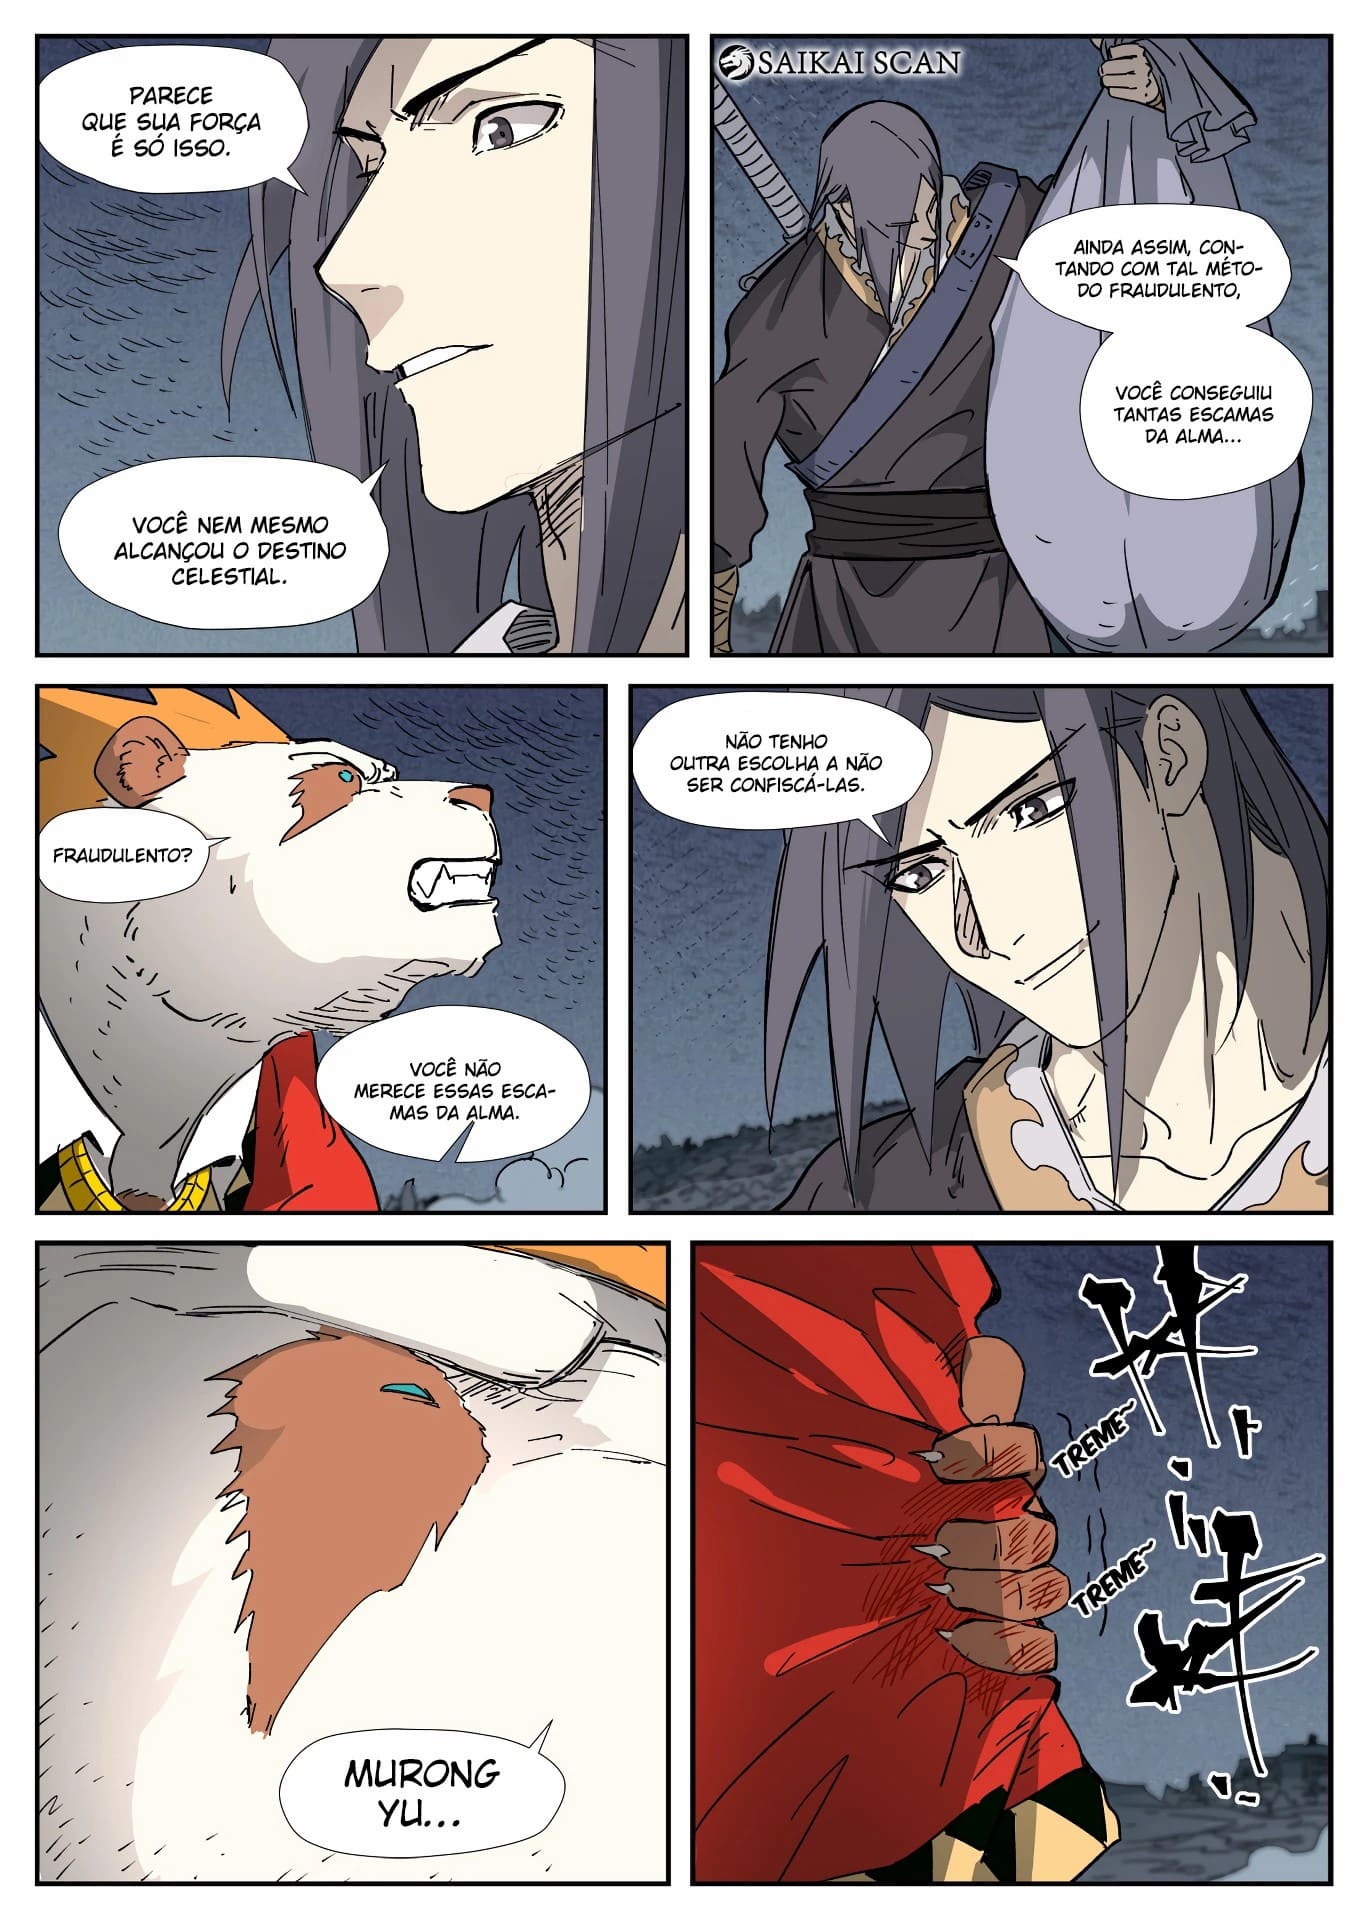 PARECE
QUE SUA FORÇA
É SÓ ISSO.
VOCÊ NEM MESMO
ALCANÇOU O DESTINO
CELESTIAL.
SAIKAI SCAN
AINDA ASSIM, CON-
TANDO COM TAL MÉTO-
DO FRAUDULENTO,
VOCÊ CONSEGUIU
TANTAS ESCAMAS
DA ALMA...
FRAUDULENTO?
VOCÊ NÃO
MERECE ESSAS ESCA-
MAS DA ALMA.
NÃO TENHO
OUTRA ESCOLHA A NÃO
SER CONFISCÁ-LAS.
MURONG
YU...
TREME~
TREME~